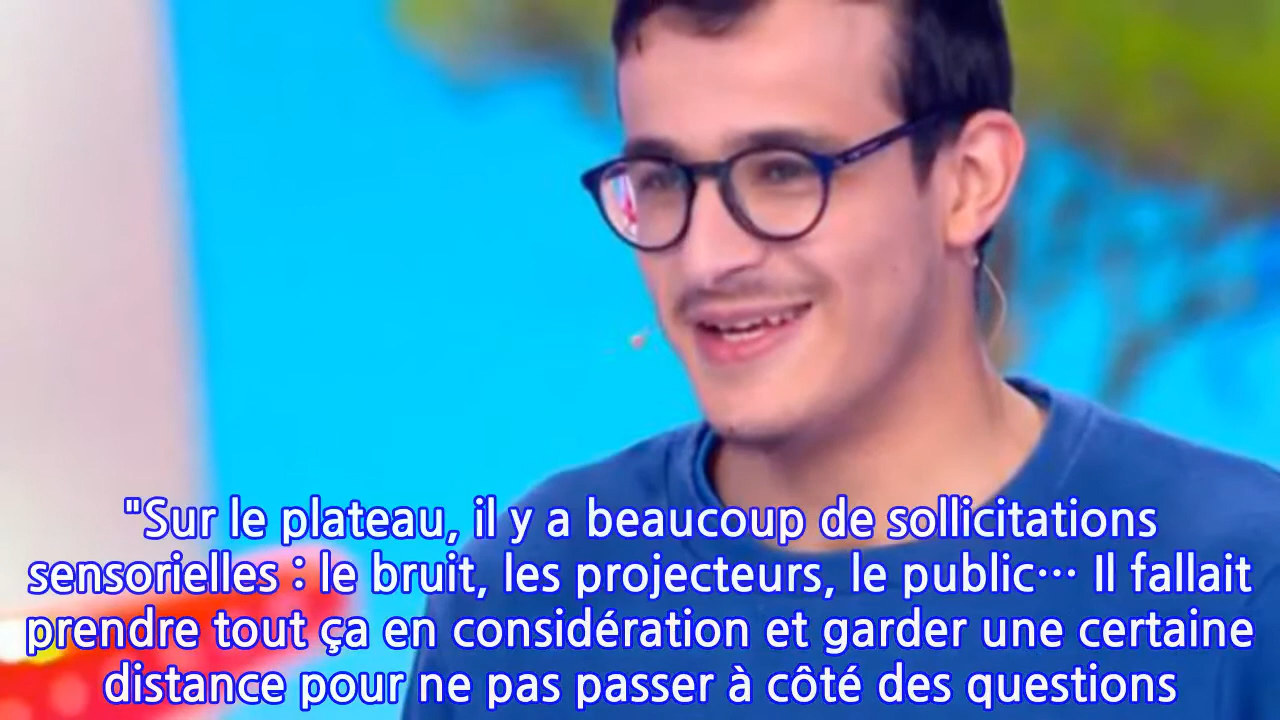 "Sur le plateau, il y a beaucoup de sollicitations
sensorielles : le bruit, les projecteurs, le public… Il fallait
prendre tout ça en considération et garder une certaine
distance pour ne pas passer à côté des questions